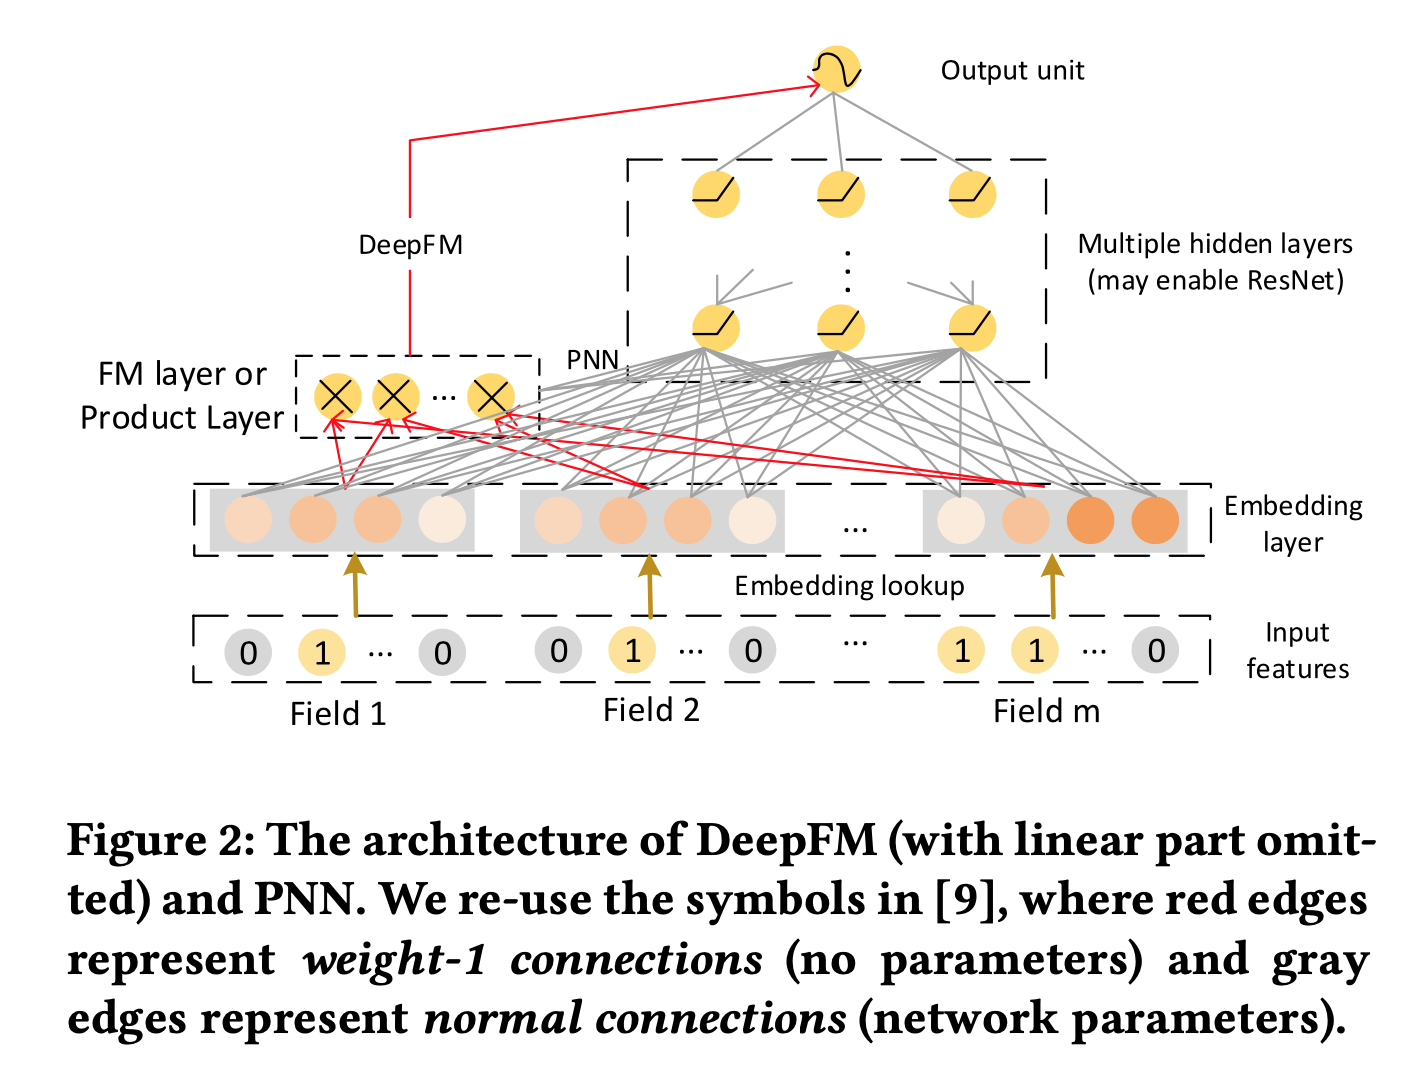 Output unit
DeepFM
Multiple hidden layers
(may enable ResNet)
PNN
FM layer or
Product Layer
...
...
Embedding
layer
Embedding lookup
0 1 ... 0
0 1 ... 0
...
1 1 ... 0
Input
features
Field 1
Field 2
Field m
Figure 2: The architecture of DeepFM (with linear part omit-
ted) and PNN. We re-use the symbols in [9], where red edges
represent weight-1 connections (no parameters) and gray
edges represent normal connections (network parameters).